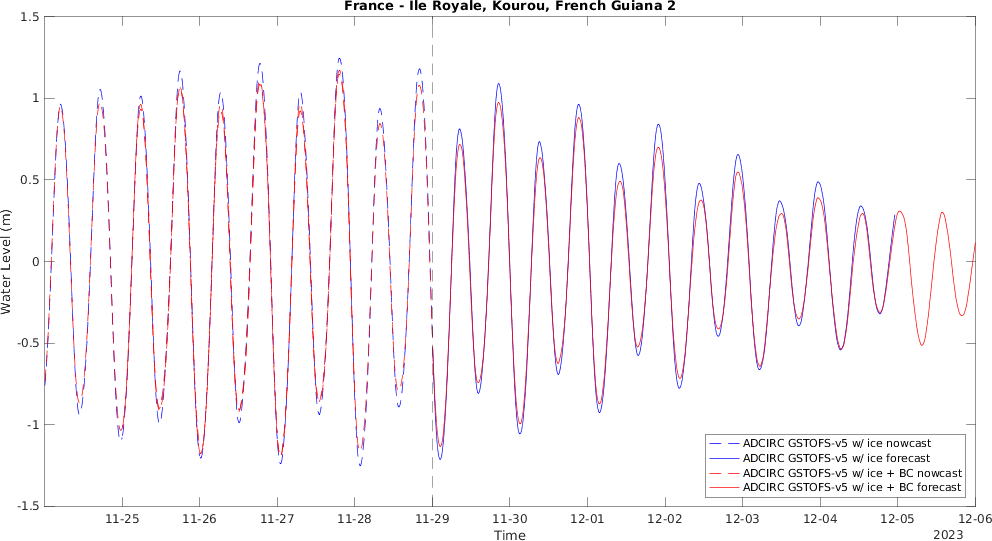 France - Ile Royale, Kourou, French Guiana 2
Water Level (m)
1.5
1
0.5
0
-0.5
-1
-1.5
ADCIRC GSTOFS-v5 w/ ice nowcast
ADCIRC GSTOFS-v5 w/ ice forecast
ADCIRC GSTOFS-v5 w/ ice + BC nowcast
ADCIRC GSTOFS-v5 w/ ice + BC forecast
11-25 11-26 11-27 11-28 11-29 11-30 12-01 12-02 12-03 12-04 12-05 12-06
Time
2023